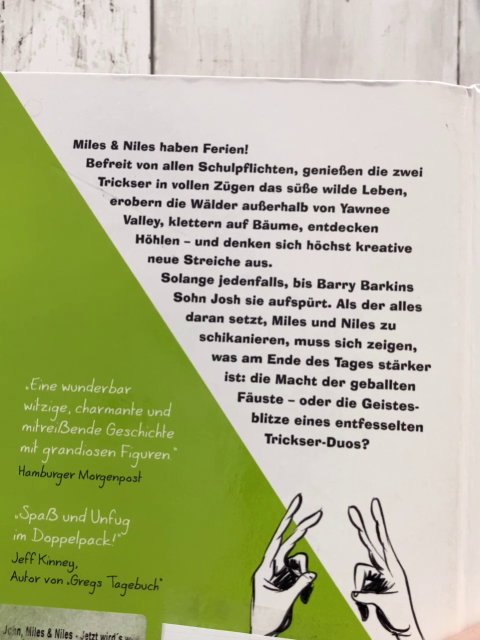 Miles & Niles haben Ferien!
Befreit von allen Schulpflichten, genießen die zwei
Trickser in vollen Zügen das süße wilde Leben,
erobern die Wälder außerhalb von Yawnee
Valley, klettern auf Bäume, entdecken
Höhlen – und denken sich höchst kreative
neue Streiche aus.
Solange jedenfalls, bis Barry Barkins
Sohn Josh sie aufspürt. Als der alles
daran setzt, Miles und Niles zu
schikanieren, muss sich zeigen,
was am Ende des Tages stärker
ist: die Macht der geballten
Fäuste – oder die Geistes-
blitze eines entfesselten
Trickser-Duos?
„Eine wunderbar
witzige, charmante und
mitreißende Geschichte
mit grandiosen Figuren“
Hamburger Morgenpost
„Spaß und Unfug
im Doppelpack!“
Jeff Kinney,
Autor von „Gregs Tagebuch“
John, Miles & Niles - Jetzt wird's